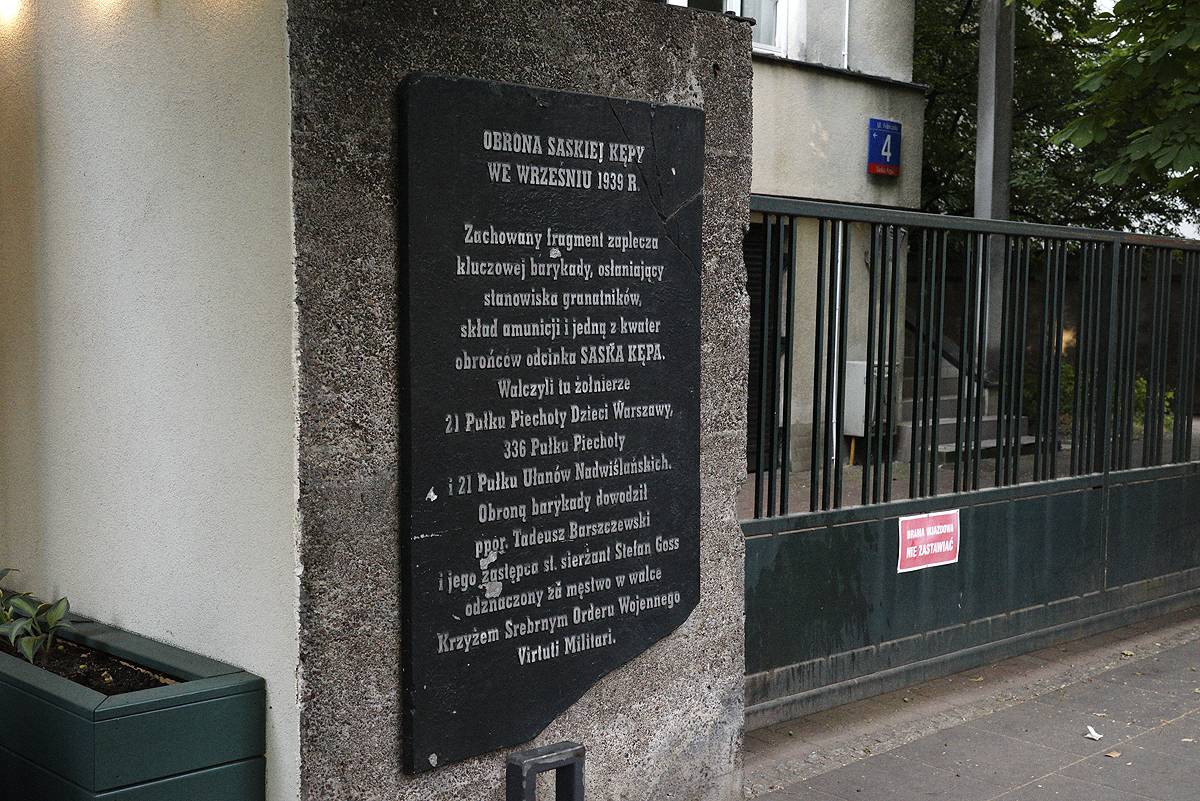 OBRONA SASKIEJ KĘPY
WE WRZEŚNIU 1939 R.
Zachowany fragment zaplecza
kluczowej barykady, osłaniający
stanowiska granatników,
skład amunicji i jedną z kwater
obrońców odcinka SASKA KĘPA.
Walczyli tu żołnierze
21 Pułku Piechoty Dzieci Warszawy,
336 Pułku Piechoty
i 21 Pułku Ułanów Nadwiślańskich.
Obroną barykady dowodził
ppor. Tadeusz Barszczewski
i jego zastępca st. sierżant Stefan Goss
odznaczony za męstwo w walce
Krzyżem Srebrnym Orderu Wojennego
Virtuti Militari.
4
BRAMA WJAZDOWA
NIE ZASTAWIAĆ